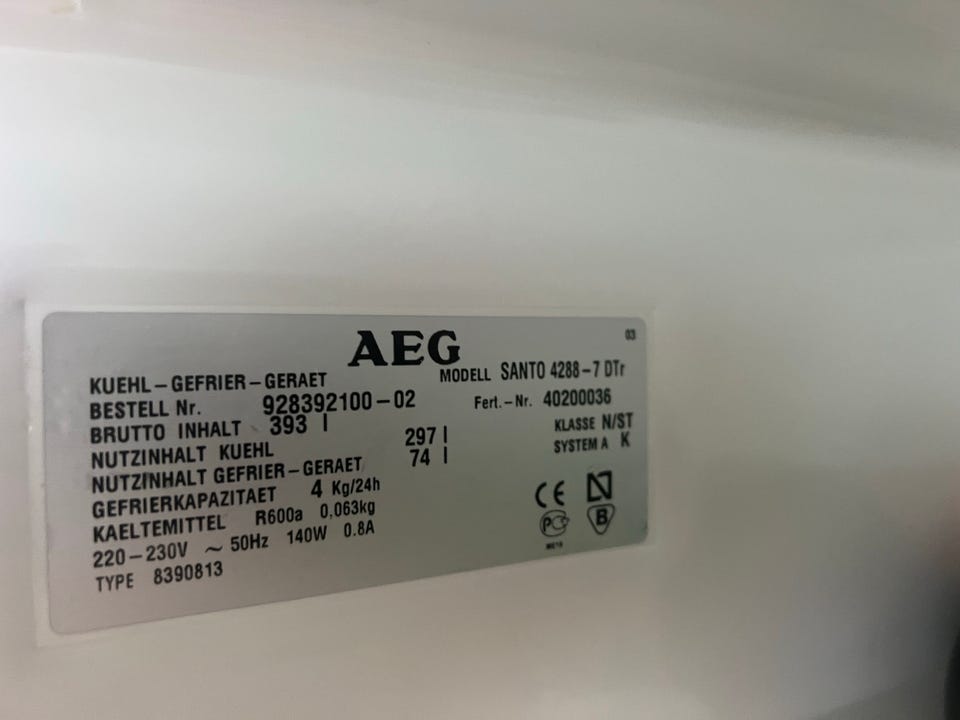 03
AEG
KUEHL-GEFRIER-GERAET MODELL SANTO 4288-7 DTr
BESTELL Nr. 928392100-02 Fert.-Nr. 40200036
BRUTTO INHALT 393 l KLASSE N/ST
NUTZINHALT KUEHL 297 l SYSTEM A K
NUTZINHALT GEFRIER-GERAET 74 l
GEFRIERKAPAZITAET 4 Kg/24h
KAELTEMITTEL R600a 0,063kg
220-230V ~ 50Hz 140W 0.8A
TYPE 8390813
CE N
PC B